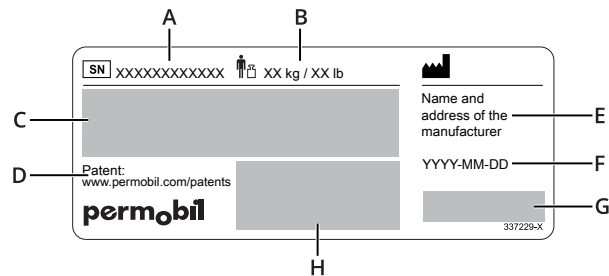 A
B
SN XXXXXXXXXXXX XX kg / XX lb
Name and
address of the
manufacturer
C
E
D
Patent:
www.permobil.com/patents
YYYY-MM-DD
F
permobil
G
337229-X
H